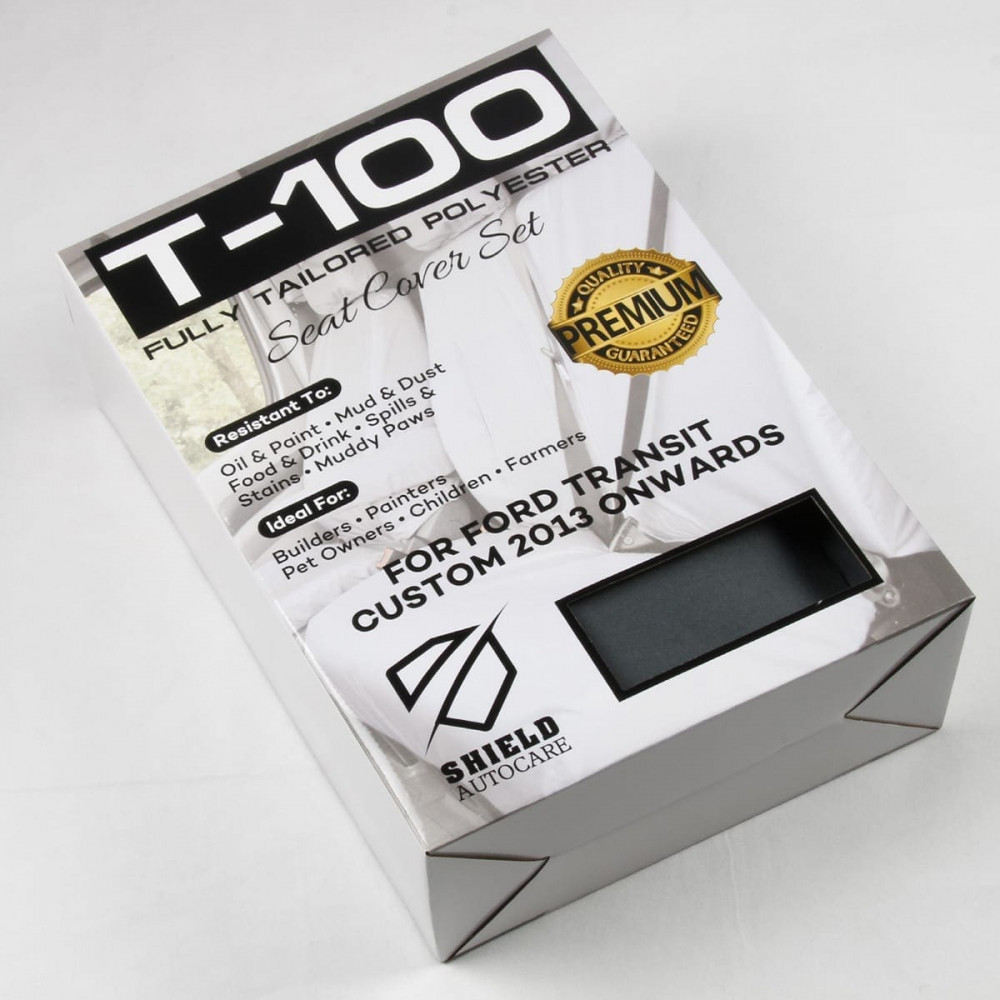 T-100
FULLY TAILORED POLYESTER
Seat Cover Set
QUALITY
PREMIUM
GUARANTEED
Resistant To:
Oil & Paint • Mud & Dust
Food & Drink • Spills &
Stains • Muddy Paws
Ideal For:
Builders • Painters
Pet Owners • Children • Farmers
FOR FORD TRANSIT
CUSTOM 2013 ONWARDS
SHIELD
AUTOCARE